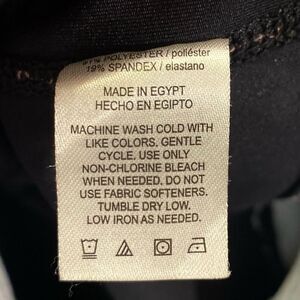 POLYESTER / poliéster
19% SPANDEX / elastano
MADE IN EGYPT
HECHO EN EGIPTO
MACHINE WASH COLD WITH
LIKE COLORS, GENTLE
CYCLE. USE ONLY
NON-CHLORINE BLEACH
WHEN NEEDED. DO NOT
USE FABRIC SOFTENERS.
TUMBLE DRY LOW.
LOW IRON AS NEEDED.